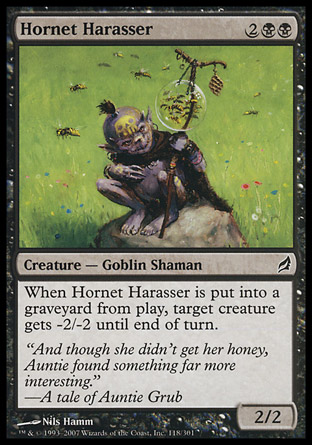 Hornet Harasser 2
Creature — Goblin Shaman
When Hornet Harasser is put into a
graveyard from play, target creature
gets -2/-2 until end of turn.
“And though she didn't get her honey,
Auntie found something far more
interesting.”
—A tale of Auntie Grub
Nils Hamm
™ & © 1993–2007 Wizards of the Coast, Inc. 118/301
2/2